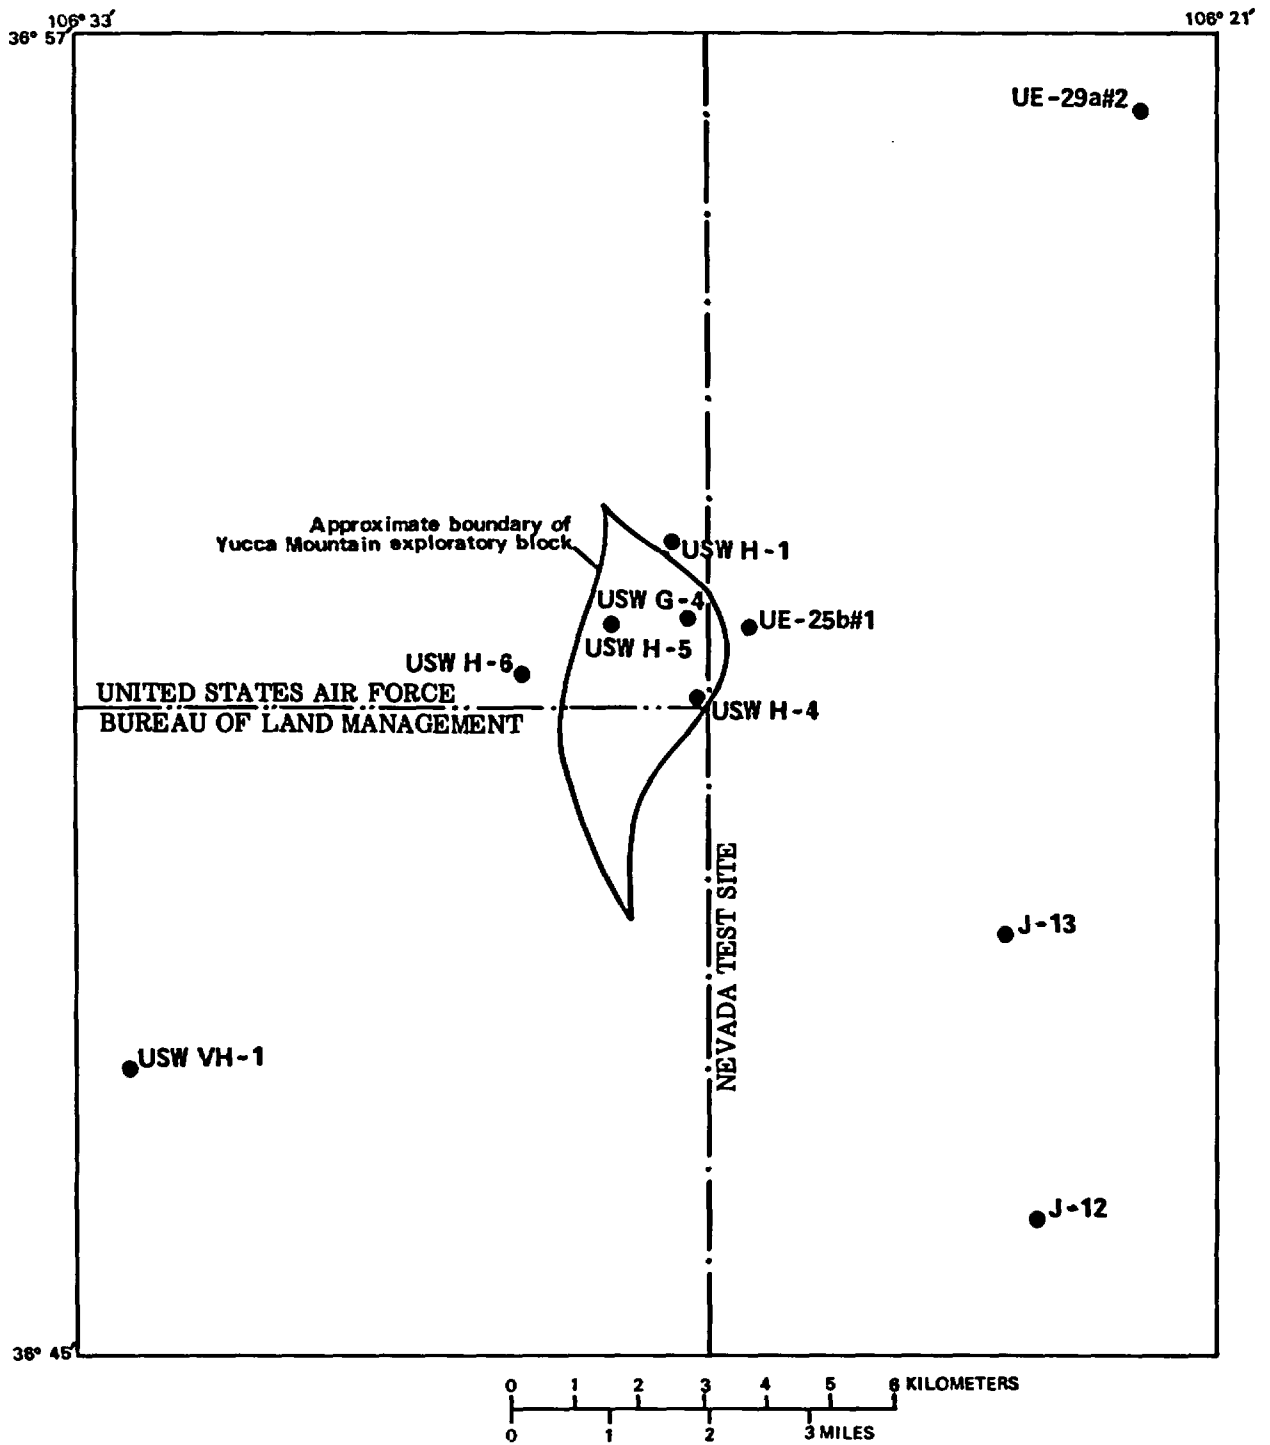 106° 33′
106° 21′
36° 57′
UE-29a#2
Approximate boundary of
Yucca Mountain exploratory block
USW H-1
USW G-4
UE-25b#1
USW H-5
USW H-6
UNITED STATES AIR FORCE
BUREAU OF LAND MANAGEMENT
USW H-4
NEVADA TEST SITE
J-13
USW VH-1
J-12
36° 45′
0 1 2 3 4 5 6 KILOMETERS
0 1 2 3 MILES